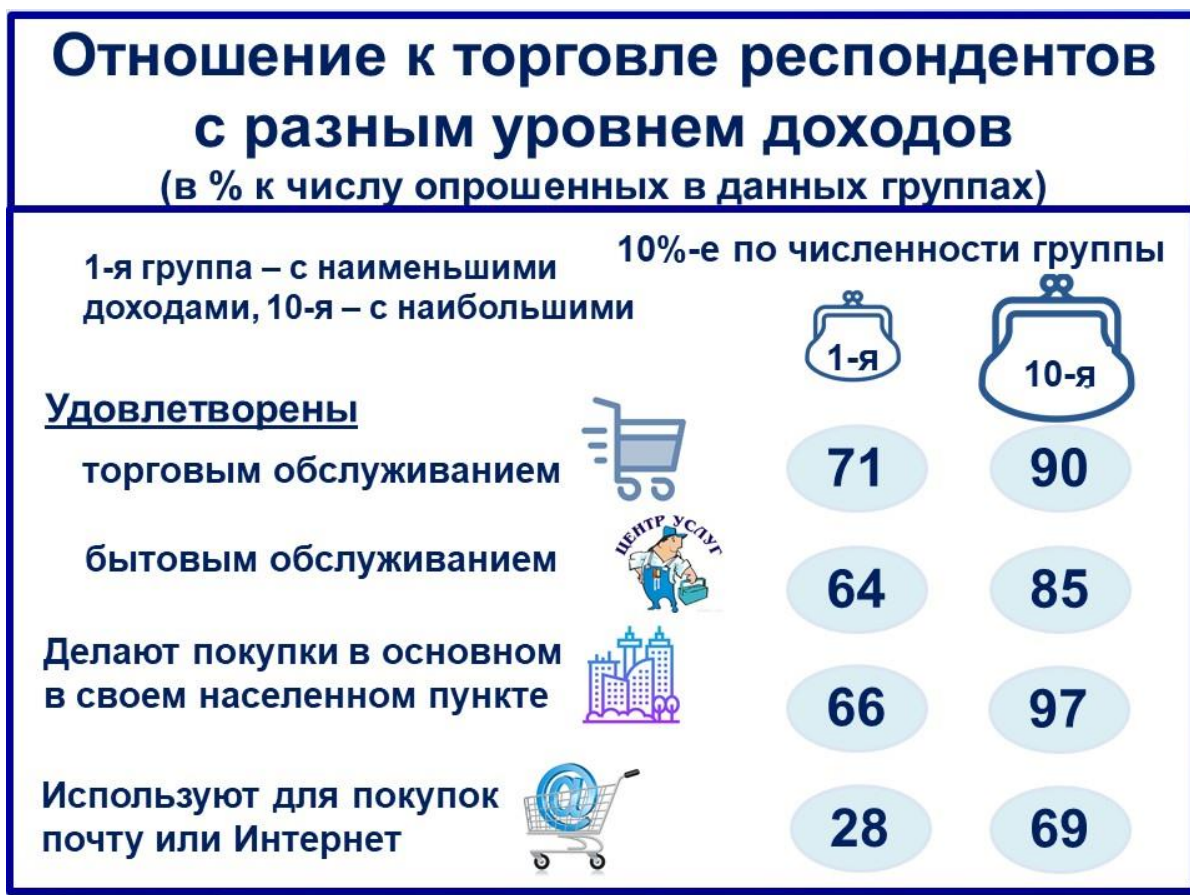 Отношение к торговле респондентов
с разным уровнем доходов
(в % к числу опрошенных в данных группах)
1-я группа – с наименьшими
доходами, 10-я – с наибольшими
10%-е по численности группы
1-я
10-я
Удовлетворены
торговым обслуживанием
71
90
ЦЕНТР УСЛУГ
бытовым обслуживанием
64
85
Делают покупки в основном
в своем населенном пункте
66
97
Используют для покупок
почту или Интернет
@
28
69